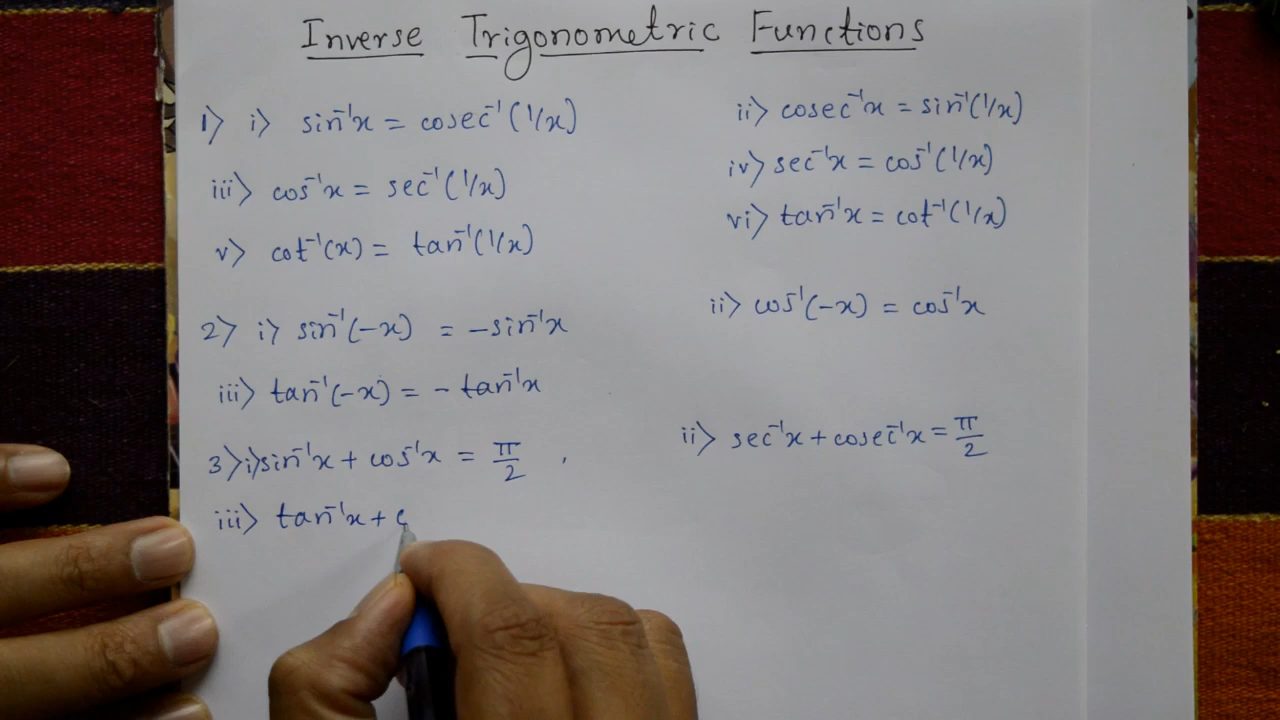 Inverse Trigonometric Functions
1) i) sin⁻¹x = cosec⁻¹(1/x)
ii) cosec⁻¹x = sin⁻¹(1/x)
iii) cos⁻¹x = sec⁻¹(1/x)
iv) sec⁻¹x = cos⁻¹(1/x)
v) cot⁻¹(x) = tan⁻¹(1/x)
vi) tan⁻¹x = cot⁻¹(1/x)
2) i) sin⁻¹(-x) = -sin⁻¹x
ii) cos⁻¹(-x) = cos⁻¹x
iii) tan⁻¹(-x) = - tan⁻¹x
3) i) sin⁻¹x + cos⁻¹x = π/2 ,
ii) sec⁻¹x + cosec⁻¹x = π/2
iii) tan⁻¹x + c